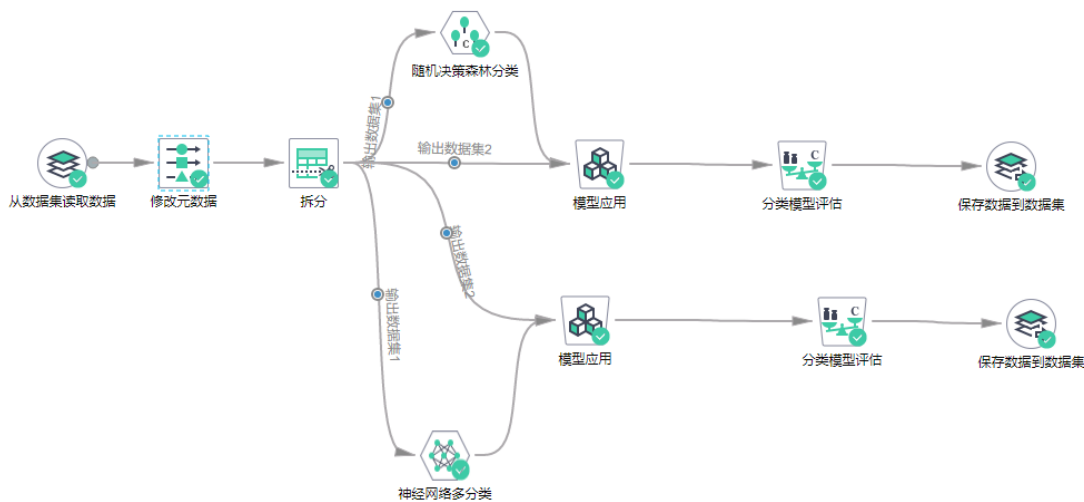 C
随机决策森林分类
输出数据集1
输出数据集2
从数据集读取数据
修改元数据
拆分
模型应用
C
分类模型评估
保存数据到数据集
输出数据集2
输出数据集1
模型应用
C
分类模型评估
保存数据到数据集
神经网络多分类